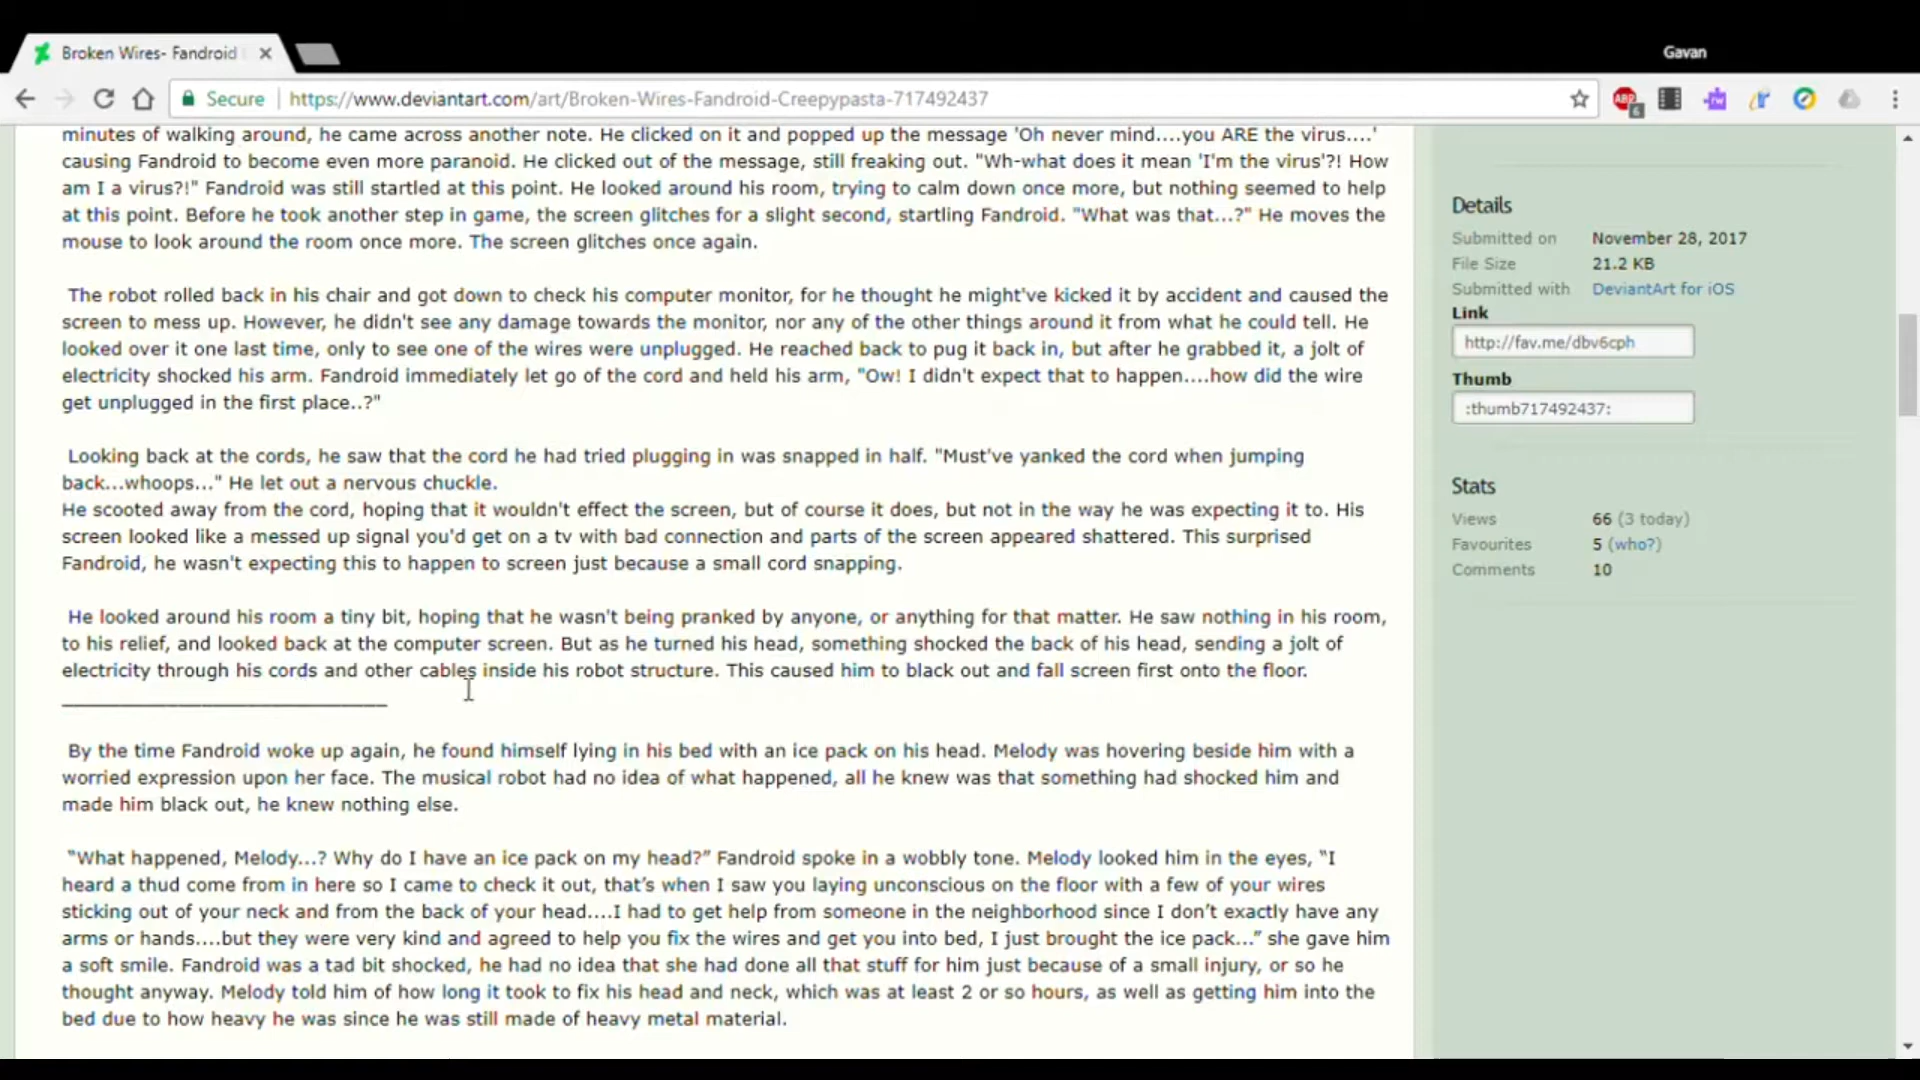 Broken Wires- Fandroid
Gavan
Secure
https://www.deviantart.com/art/Broken-Wires-Fandroid-Creepypasta-717492437
ABP
6
minutes of walking around, he came across another note. He clicked on it and popped up the message 'Oh never mind....you ARE the virus....'
causing Fandroid to become even more paranoid. He clicked out of the message, still freaking out. "Wh-what does it mean 'I'm the virus'?! How
am I a virus?!" Fandroid was still startled at this point. He looked around his room, trying to calm down once more, but nothing seemed to help
at this point. Before he took another step in game, the screen glitches for a slight second, startling Fandroid. "What was that...?" He moves the
mouse to look around the room once more. The screen glitches once again.
The robot rolled back in his chair and got down to check his computer monitor, for he thought he might've kicked it by accident and caused the
screen to mess up. However, he didn't see any damage towards the monitor, nor any of the other things around it from what he could tell. He
looked over it one last time, only to see one of the wires were unplugged. He reached back to pug it back in, but after he grabbed it, a jolt of
electricity shocked his arm. Fandroid immediately let go of the cord and held his arm, "Ow! I didn't expect that to happen....how did the wire
get unplugged in the first place..?"
Looking back at the cords, he saw that the cord he had tried plugging in was snapped in half. "Must've yanked the cord when jumping
back...whoops..." He let out a nervous chuckle.
He scooted away from the cord, hoping that it wouldn't effect the screen, but of course it does, but not in the way he was expecting it to. His
screen looked like a messed up signal you'd get on a tv with bad connection and parts of the screen appeared shattered. This surprised
Fandroid, he wasn't expecting this to happen to screen just because a small cord snapping.
He looked around his room a tiny bit, hoping that he wasn't being pranked by anyone, or anything for that matter. He saw nothing in his room,
to his relief, and looked back at the computer screen. But as he turned his head, something shocked the back of his head, sending a jolt of
electricity through his cords and other cables inside his robot structure. This caused him to black out and fall screen first onto the floor.
By the time Fandroid woke up again, he found himself lying in his bed with an ice pack on his head. Melody was hovering beside him with a
worried expression upon her face. The musical robot had no idea of what happened, all he knew was that something had shocked him and
made him black out, he knew nothing else.
“What happened, Melody...? Why do I have an ice pack on my head?” Fandroid spoke in a wobbly tone. Melody looked him in the eyes, “I
heard a thud come from in here so I came to check it out, that’s when I saw you laying unconscious on the floor with a few of your wires
sticking out of your neck and from the back of your head....I had to get help from someone in the neighborhood since I don’t exactly have any
arms or hands....but they were very kind and agreed to help you fix the wires and get you into bed, I just brought the ice pack...” she gave him
a soft smile. Fandroid was a tad bit shocked, he had no idea that she had done all that stuff for him just because of a small injury, or so he
thought anyway. Melody told him of how long it took to fix his head and neck, which was at least 2 or so hours, as well as getting him into the
bed due to how heavy he was since he was still made of heavy metal material.
Details
Submitted on November 28, 2017
File Size 21.2 KB
Submitted with DeviantArt for iOS
Link
http://fav.me/dbv6cph
Thumb
:thumb717492437:
Stats
Views 66 (3 today)
Favourites 5 (who?)
Comments 10